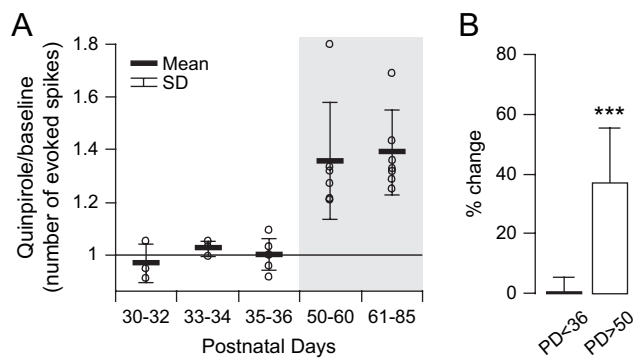 A
Quinpirole/baseline
(number of evoked spikes)
1.8
1.6
1.4
1.2
1
Mean
SD
30-32
33-34
35-36
50-60
61-85
Postnatal Days
B
% change
80
60
40
20
0
***
PD<36
PD>50